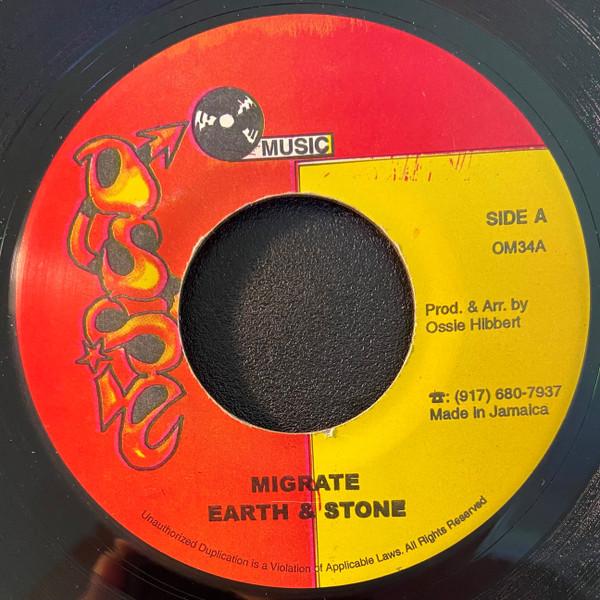 MUSIC
SIDE A
OM34A
Prod. & Arr. by
Ossie Hibbert
☎: (917) 680-7937
Made in Jamaica
MIGRATE
EARTH & STONE
Unauthorized Duplication is a Violation of Applicable Laws. All Rights Reserved